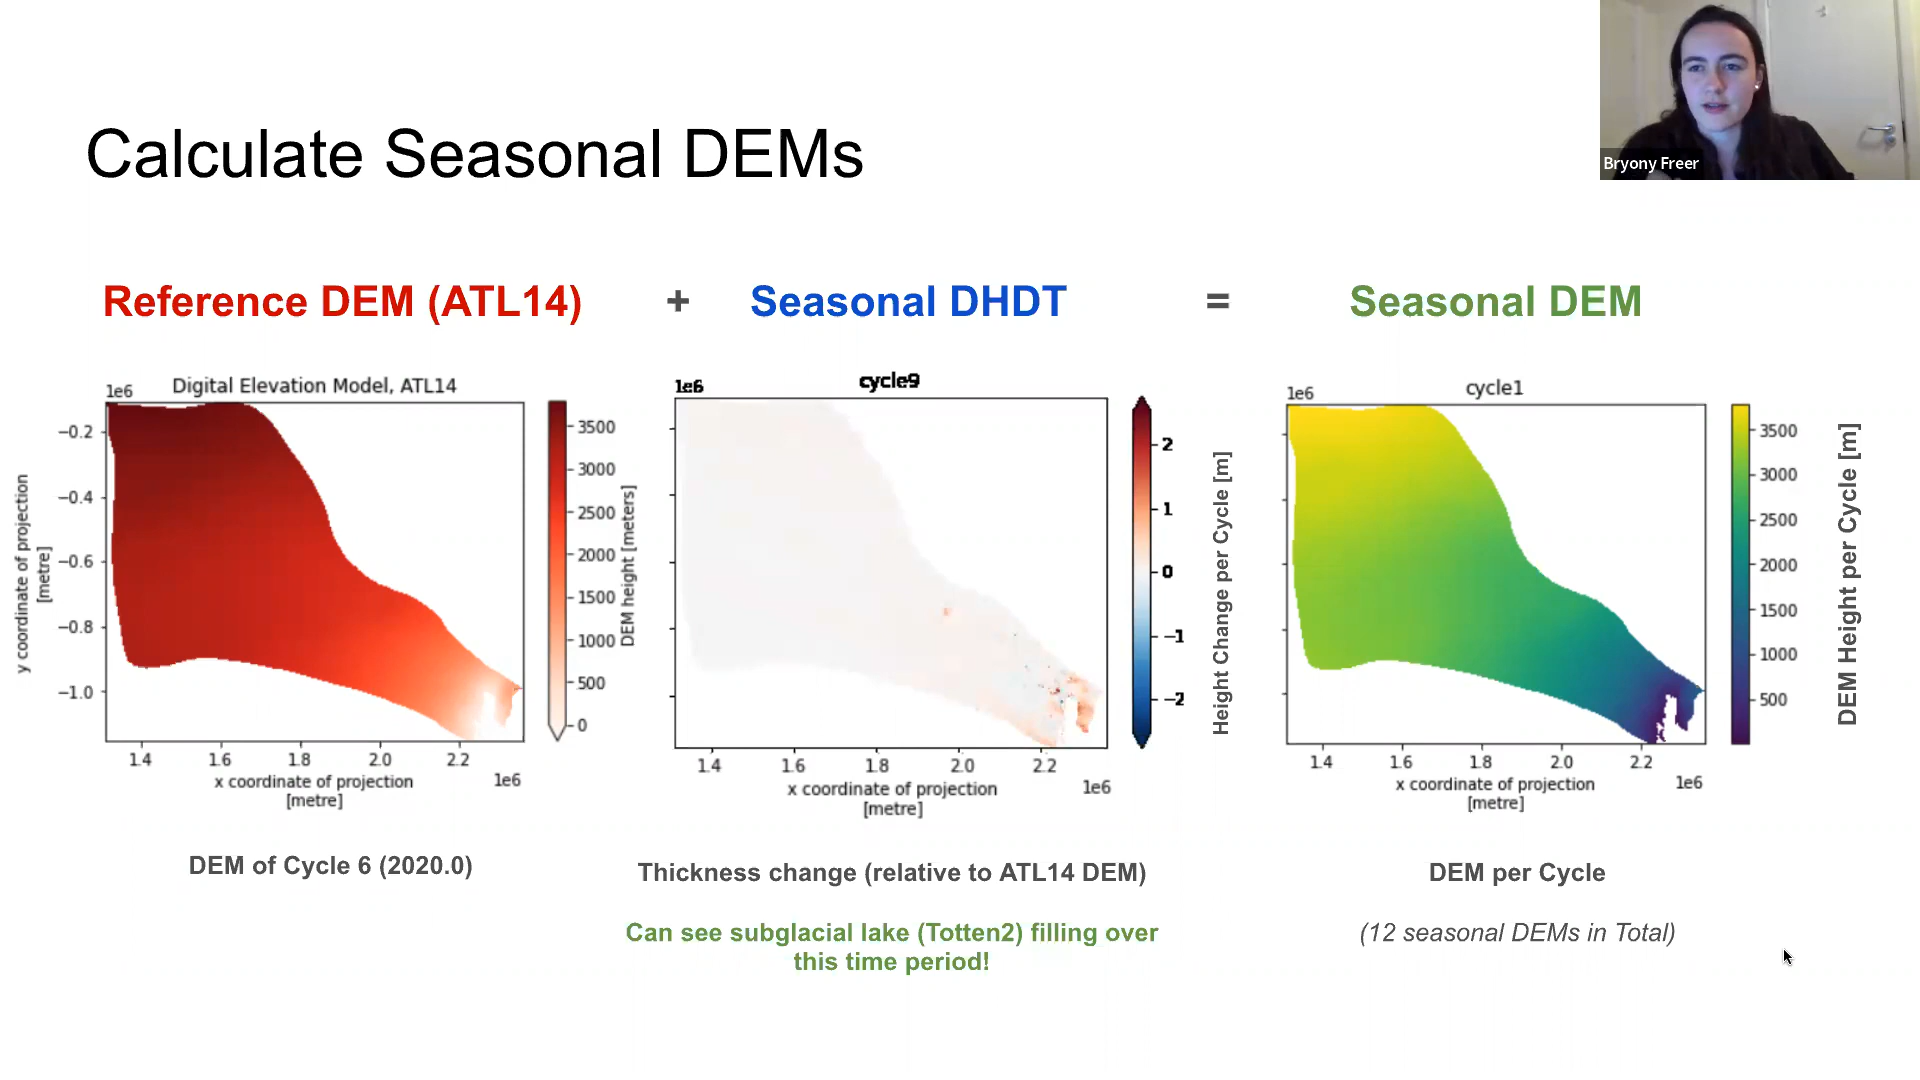 Bryony Freer
Calculate Seasonal DEMs
Reference DEM (ATL14)
+
Seasonal DHDT
=
Seasonal DEM
1e6
Digital Elevation Model, ATL14
−0.2
−0.4
−0.6
−0.8
−1.0
y coordinate of projection
[metre]
1.4
1.6
1.8
2.0
2.2
1e6
x coordinate of projection
[metre]
3500
3000
2500
2000
1500
1000
500
0
DEM height [meters]
1e6
cycle9
1.4
1.6
1.8
2.0
2.2
1e6
x coordinate of projection
[metre]
2
1
0
−1
−2
Height Change per Cycle [m]
1e6
cycle1
1.4
1.6
1.8
2.0
2.2
1e6
x coordinate of projection
[metre]
3500
3000
2500
2000
1500
1000
500
DEM Height per Cycle [m]
DEM of Cycle 6 (2020.0)
Thickness change (relative to ATL14 DEM)
Can see subglacial lake (Totten2) filling over
this time period!
DEM per Cycle
(12 seasonal DEMs in Total)